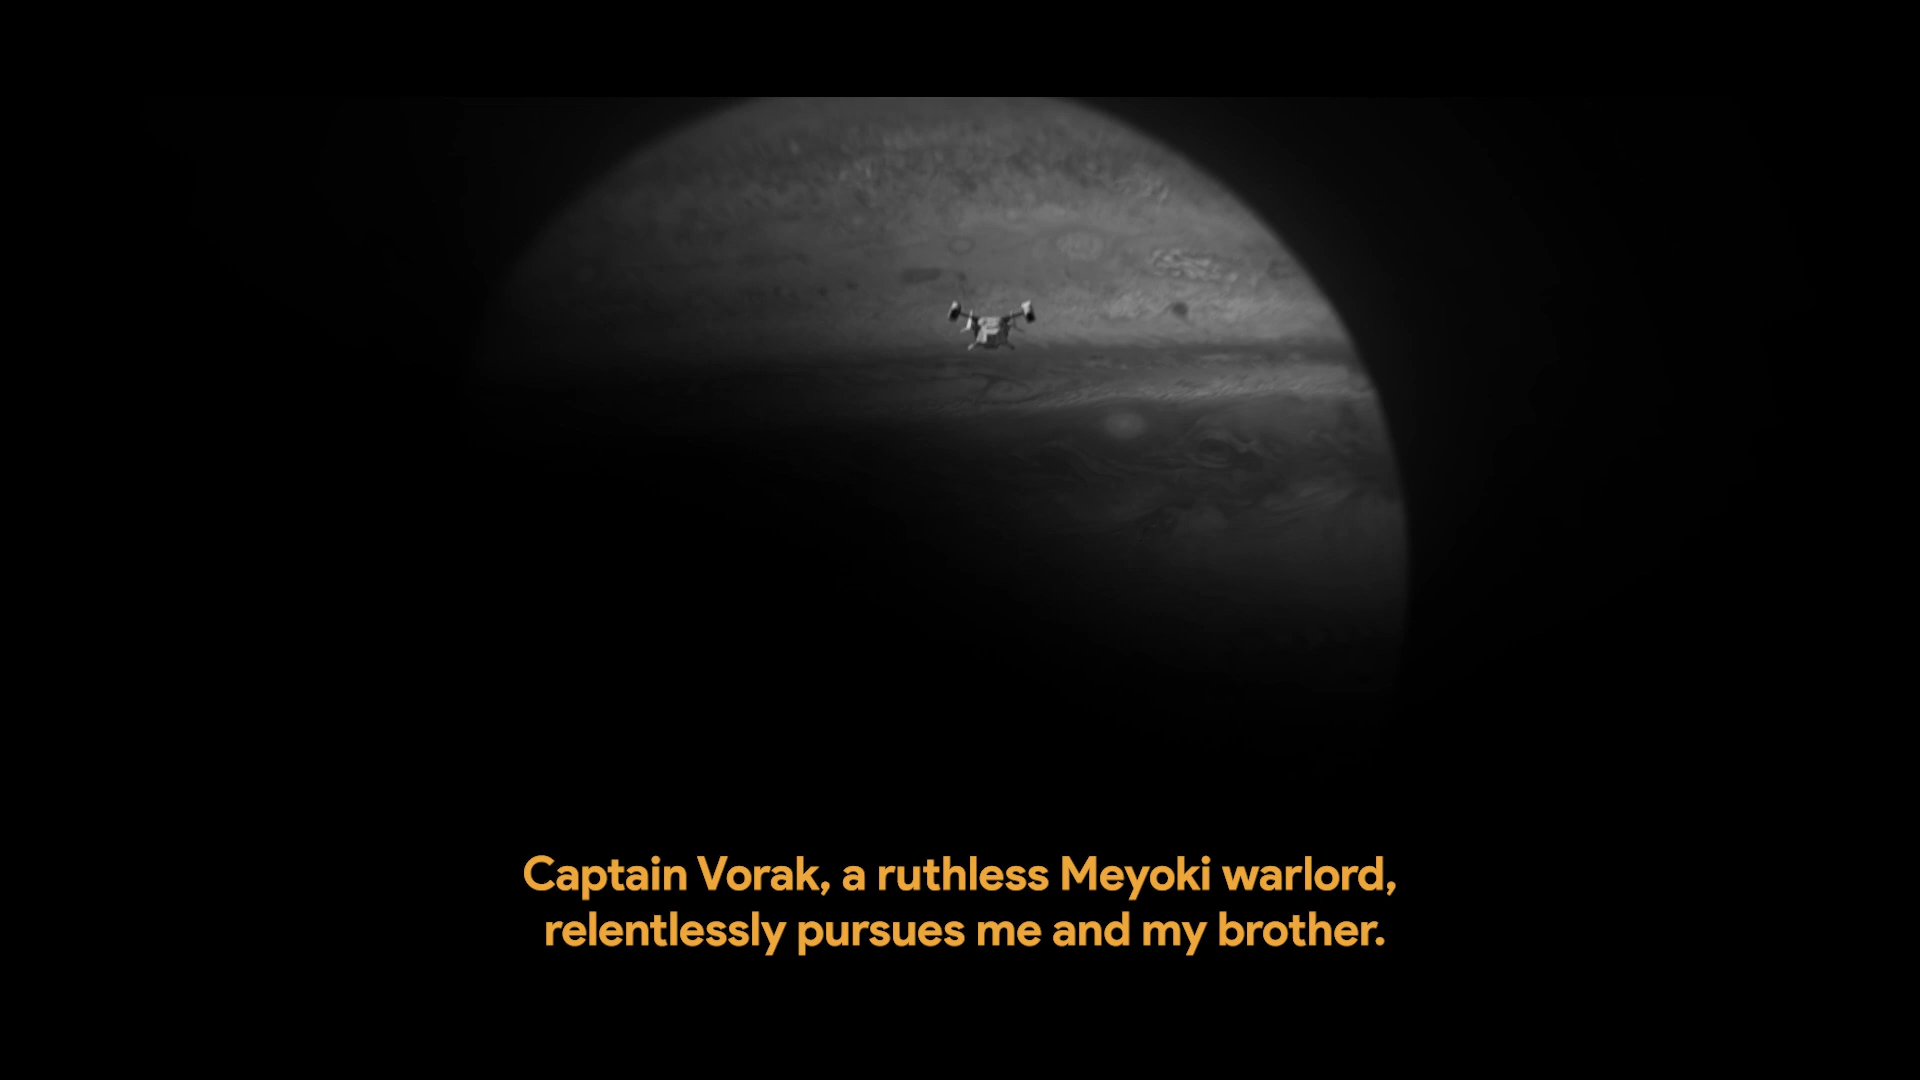 Captain Vorak, a ruthless Meyoki warlord,
relentlessly pursues me and my brother.